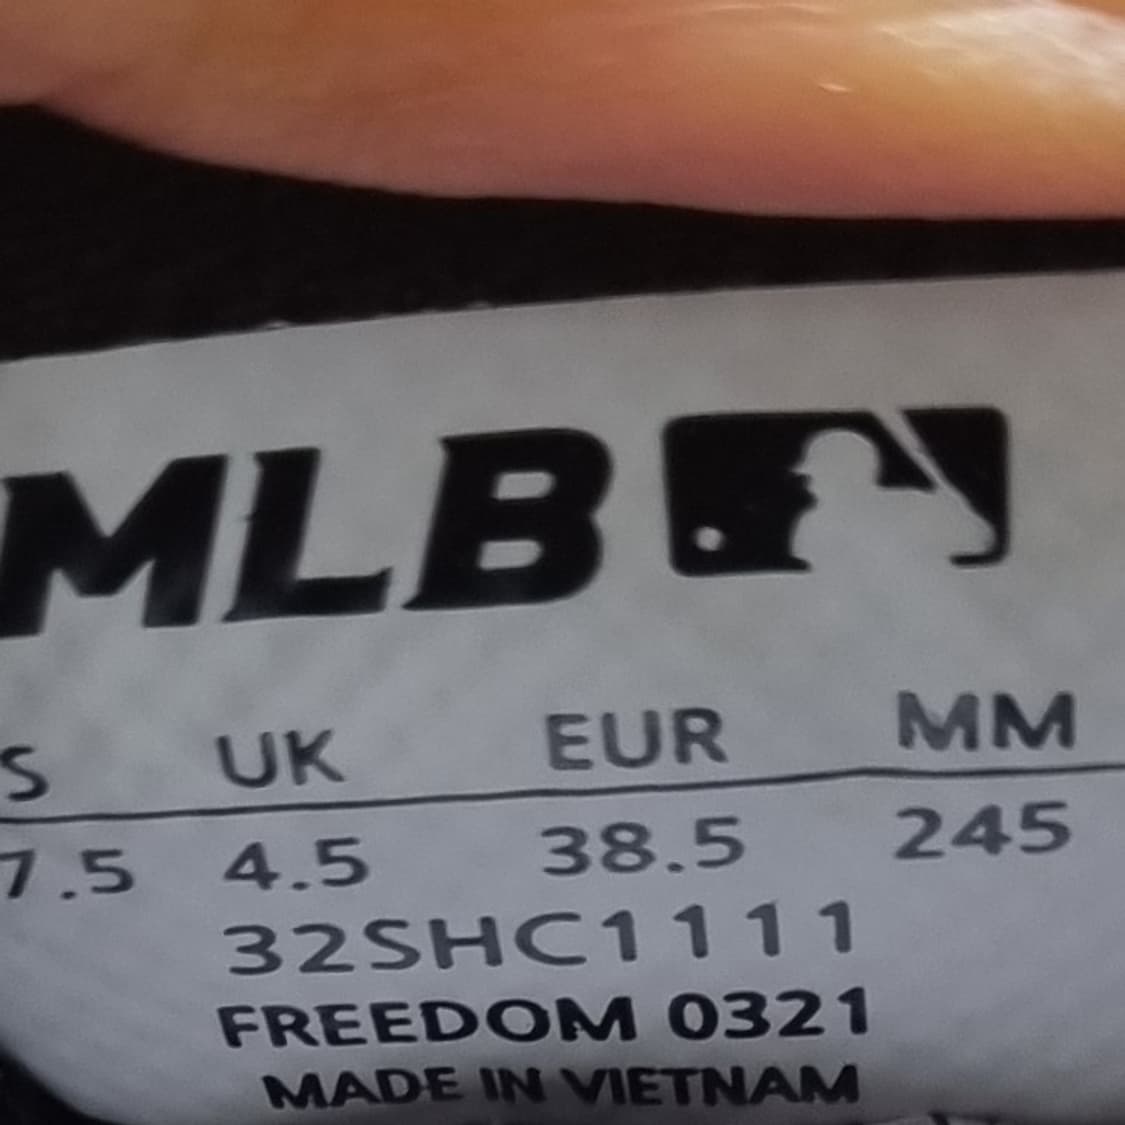 MLB
S UK EUR MM
7.5 4.5 38.5 245
32SHC1111
FREEDOM 0321
MADE IN VIETNAM